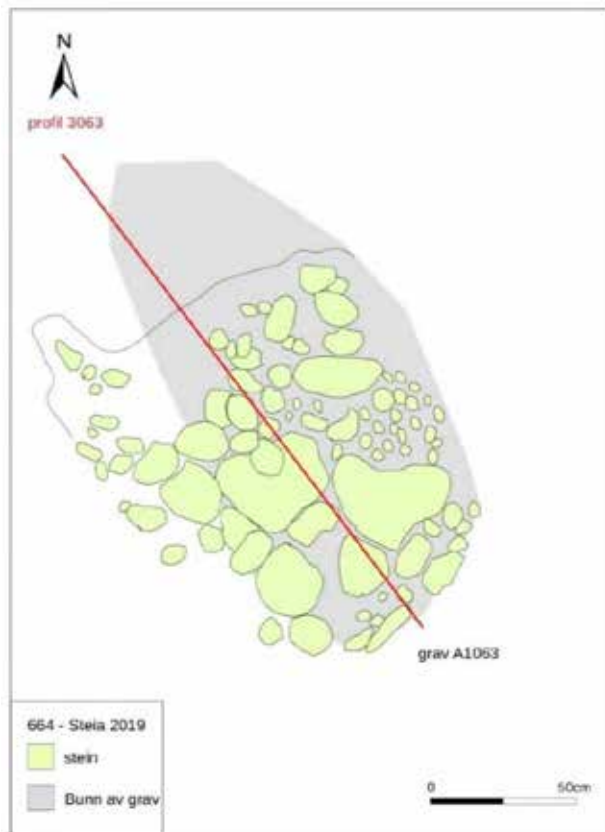 N
profil 3063
grav A1063
664 - Steia 2019
stein
Bunn av grav
0 50cm